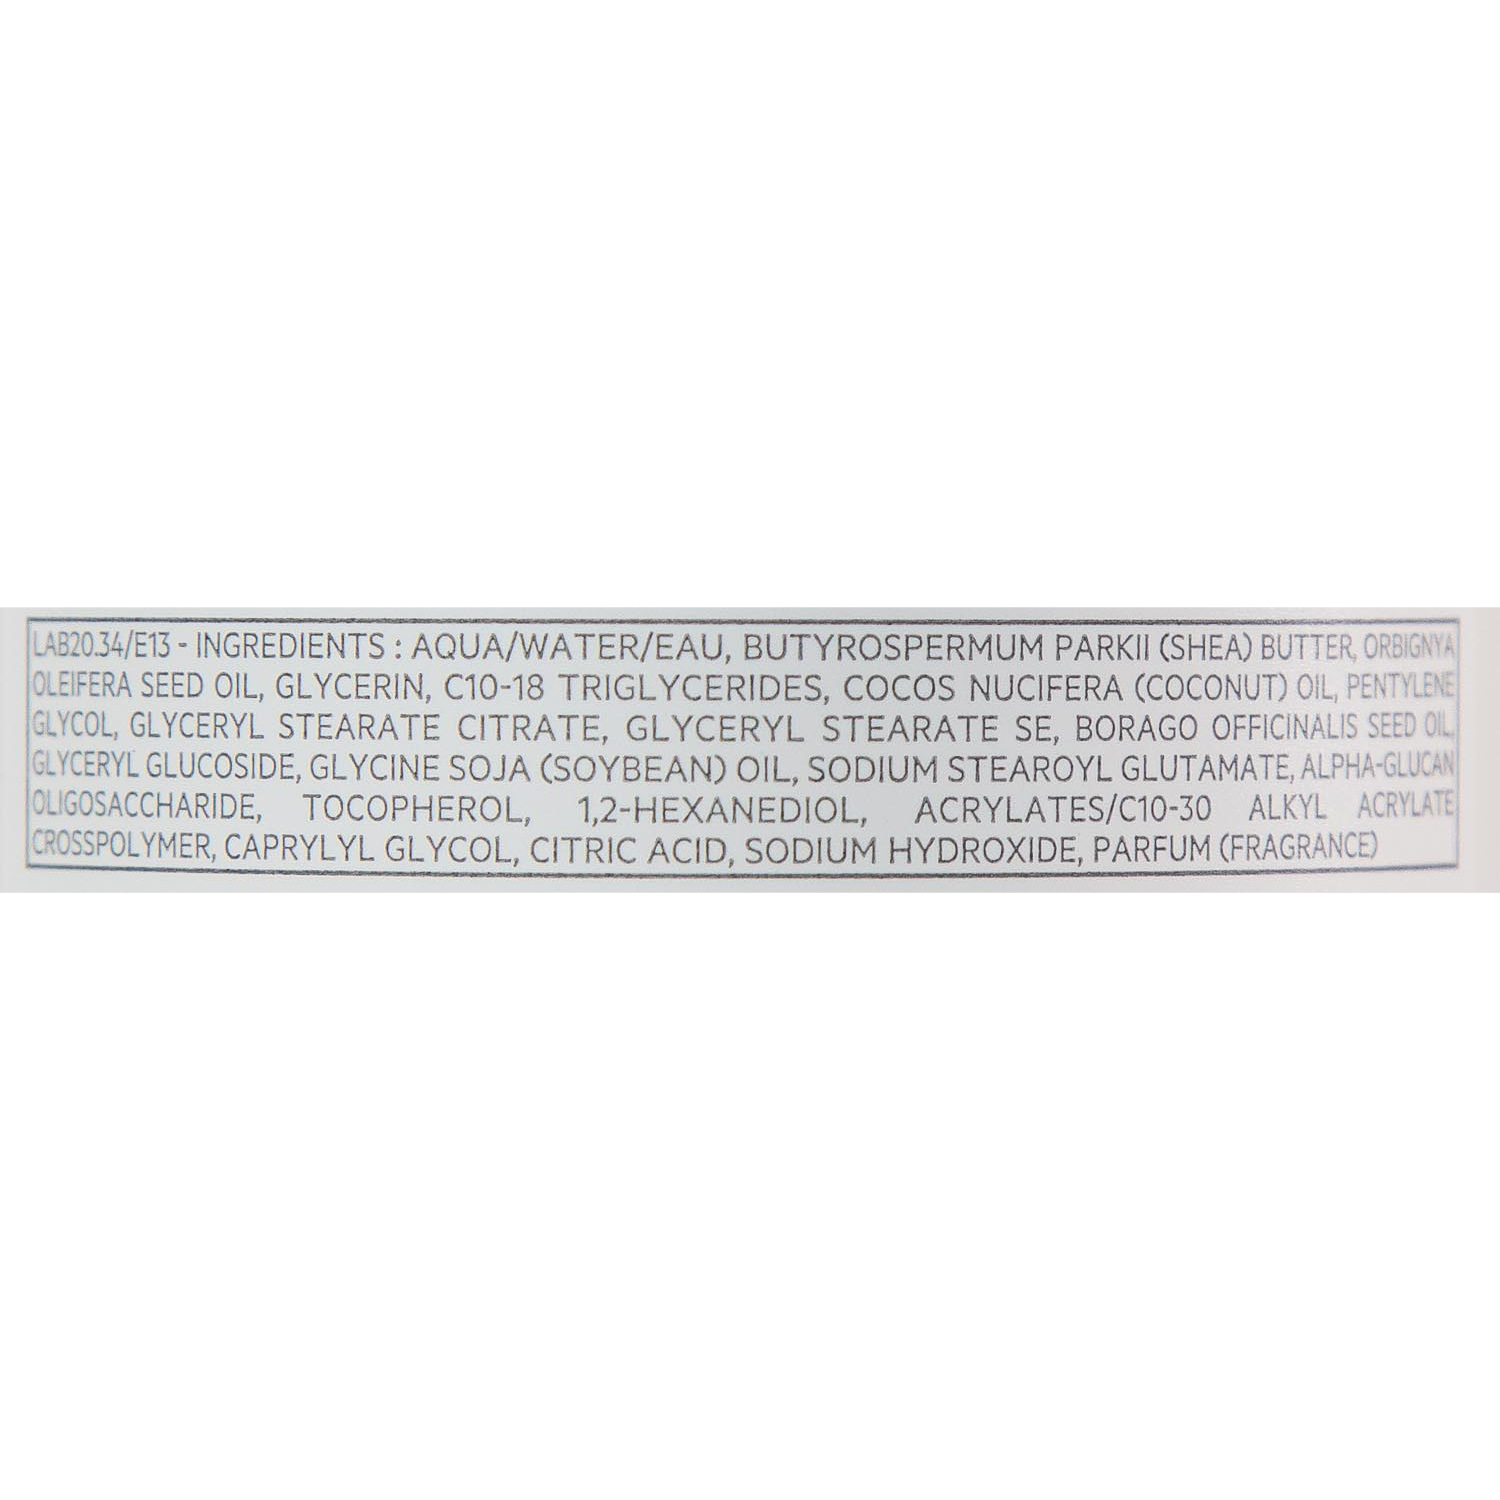 LAB20.34/E13 - INGREDIENTS : AQUA/WATER/EAU, BUTYROSPERMUM PARKII (SHEA) BUTTER, ORBIGNYA
OLEIFERA SEED OIL, GLYCERIN, C10-18 TRIGLYCERIDES, COCOS NUCIFERA (COCONUT) OIL, PENTYLENE
GLYCOL, GLYCERYL STEARATE CITRATE, GLYCERYL STEARATE SE, BORAGO OFFICINALIS SEED OIL,
GLYCERYL GLUCOSIDE, GLYCINE SOJA (SOYBEAN) OIL, SODIUM STEAROYL GLUTAMATE, ALPHA-GLUCAN
OLIGOSACCHARIDE, TOCOPHEROL, 1,2-HEXANEDIOL, ACRYLATES/C10-30 ALKYL ACRYLATE
CROSSPOLYMER, CAPRYLYL GLYCOL, CITRIC ACID, SODIUM HYDROXIDE, PARFUM (FRAGRANCE)